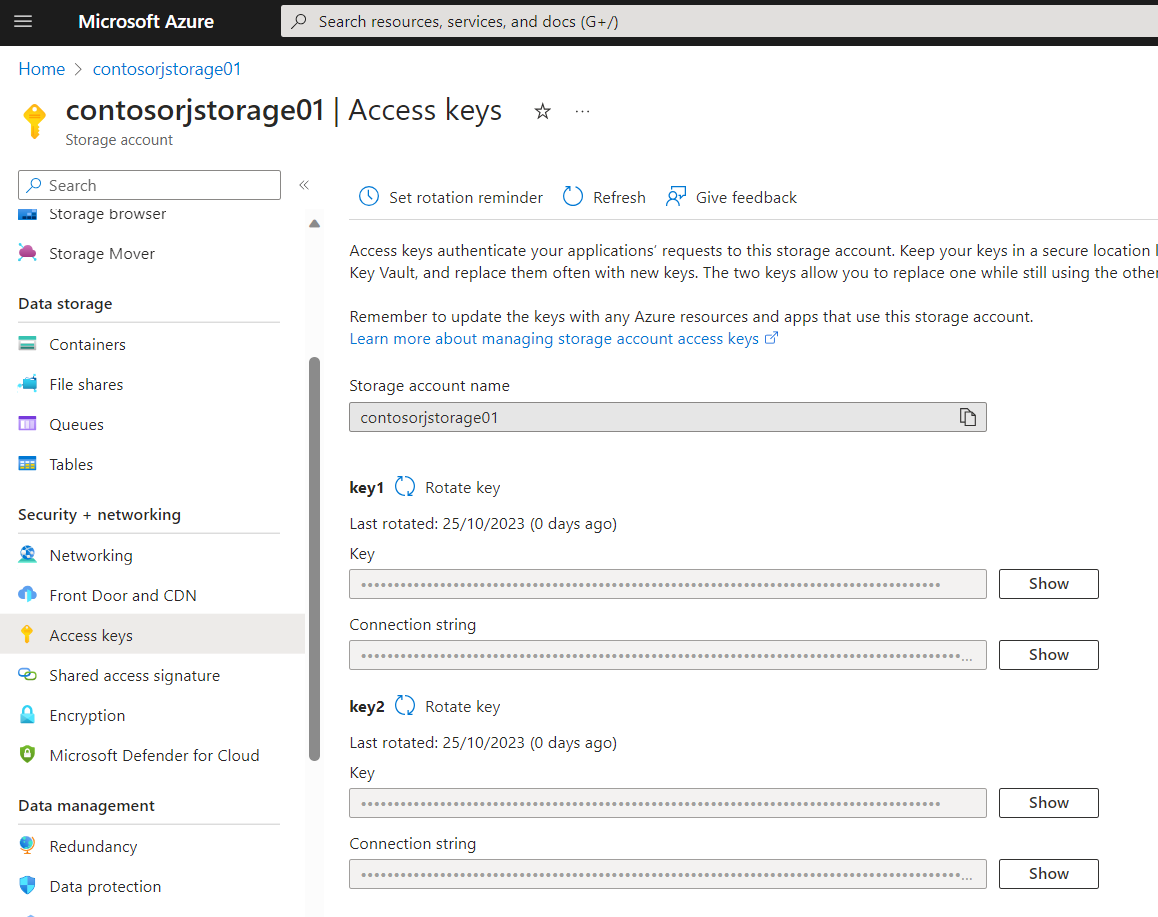 Microsoft Azure
Search resources, services, and docs (G+/)
Home > contosorjstorage01
contosorjstorage01 | Access keys
Storage account
Search
Storage browser
Storage Mover
Data storage
Containers
File shares
Queues
Tables
Security + networking
Networking
Front Door and CDN
Access keys
Shared access signature
Encryption
Microsoft Defender for Cloud
Data management
Redundancy
Data protection
Set rotation reminder
Refresh
Give feedback
Access keys authenticate your applications' requests to this storage account. Keep your keys in a secure location
Key Vault, and replace them often with new keys. The two keys allow you to replace one while still using the other
Remember to update the keys with any Azure resources and apps that use this storage account.
Learn more about managing storage account access keys
Storage account name
contosorjstorage01
key1
Rotate key
Last rotated: 25/10/2023 (0 days ago)
Key
Show
Connection string
...
Show
key2
Rotate key
Last rotated: 25/10/2023 (0 days ago)
Key
Show
Connection string
...
Show